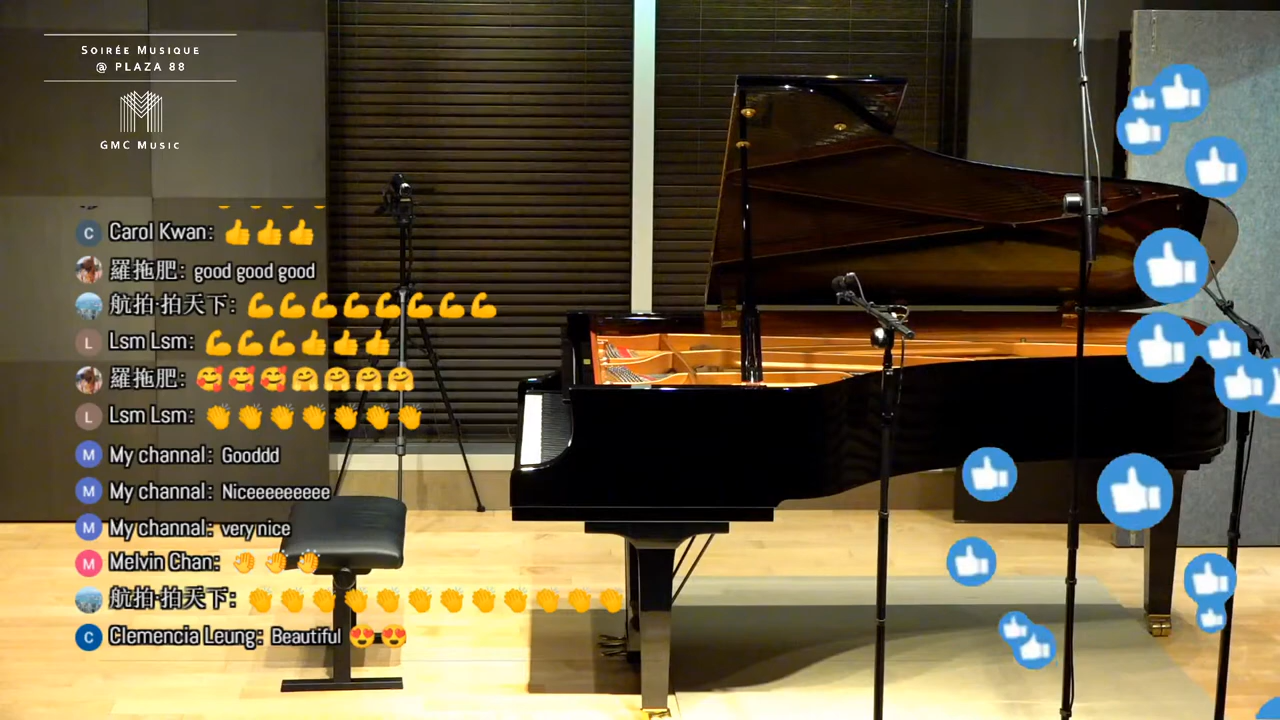 SOIRÉE MUSIQUE
@ PLAZA 88
GMC MUSIC
C Carol Kwan: 👍👍👍
羅拖肥: good good good
航拍·拍天下: 💪💪💪💪💪💪💪💪
L Lsm Lsm: 💪💪💪👍👍👍
羅拖肥: 🥰🥰🥰🤗🤗🤗🤗
L Lsm Lsm: 👏👏👏👏👏👏👏
M My channal: Gooddd
M My channal: Niceeeeeeeee
M My channal: very nice
M Melvin Chan: 👏👏👏
航拍·拍天下: 👏👏👏👏👏👏👏👏👏👏👏👏
C Clemencia Leung: Beautiful 😍😍